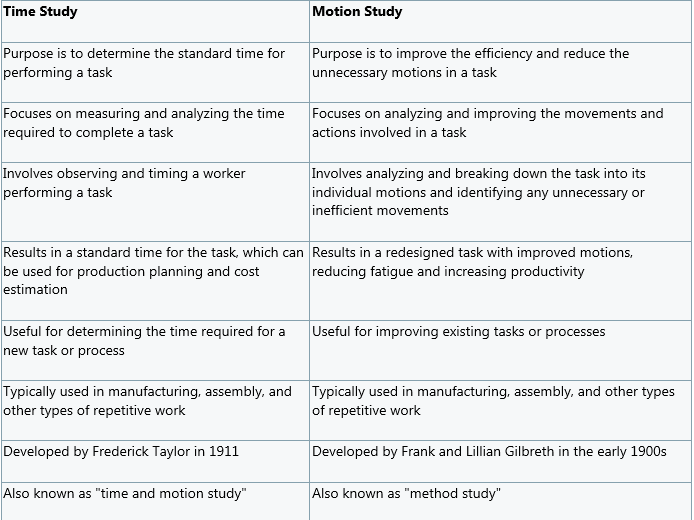 Time Study
Motion Study
Purpose is to determine the standard time for
performing a task
Purpose is to improve the efficiency and reduce the
unnecessary motions in a task
Focuses on measuring and analyzing the time
required to complete a task
Focuses on analyzing and improving the movements and
actions involved in a task
Involves observing and timing a worker
performing a task
Involves analyzing and breaking down the task into its
individual motions and identifying any unnecessary or
inefficient movements
Results in a standard time for the task, which can
be used for production planning and cost
estimation
Results in a redesigned task with improved motions,
reducing fatigue and increasing productivity
Useful for determining the time required for a
new task or process
Useful for improving existing tasks or processes
Typically used in manufacturing, assembly, and
other types of repetitive work
Typically used in manufacturing, assembly, and other types
of repetitive work
Developed by Frederick Taylor in 1911
Developed by Frank and Lillian Gilbreth in the early 1900s
Also known as "time and motion study"
Also known as "method study"